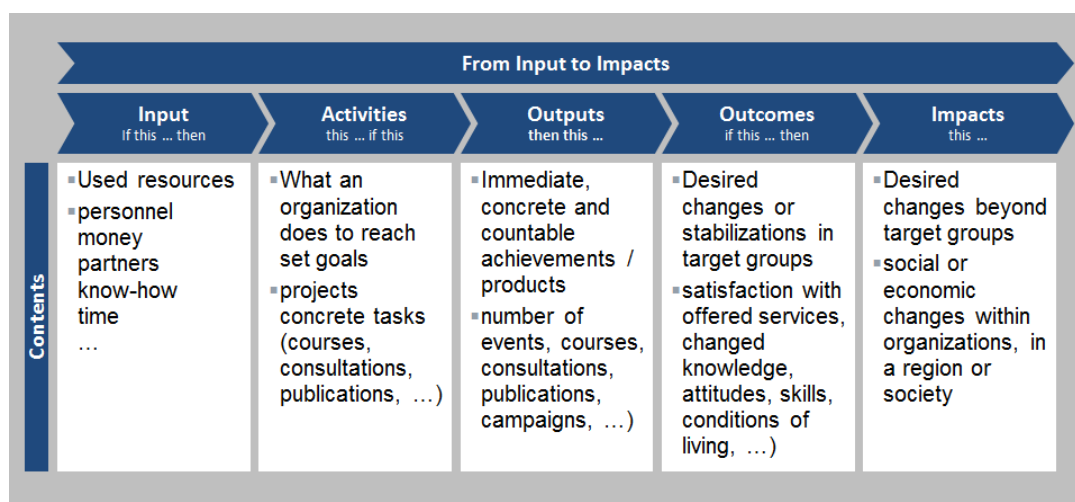 From Input to Impacts
Input
If this ... then
Activities
this ... if this
Outputs
then this ...
Outcomes
if this ... then
Impacts
this ...
Contents
▪Used resources
▪personnel
money
partners
know-how
time
…
▪What an
organization
does to reach
set goals
▪projects
concrete tasks
(courses,
consultations,
publications, …)
▪Immediate,
concrete and
countable
achievements /
products
▪number of
events, courses,
consultations,
publications,
campaigns, …)
▪Desired
changes or
stabilizations in
target groups
▪satisfaction with
offered services,
changed
knowledge,
attitudes, skills,
conditions of
living, …)
▪Desired
changes beyond
target groups
▪social or
economic
changes within
organizations, in
a region or
society